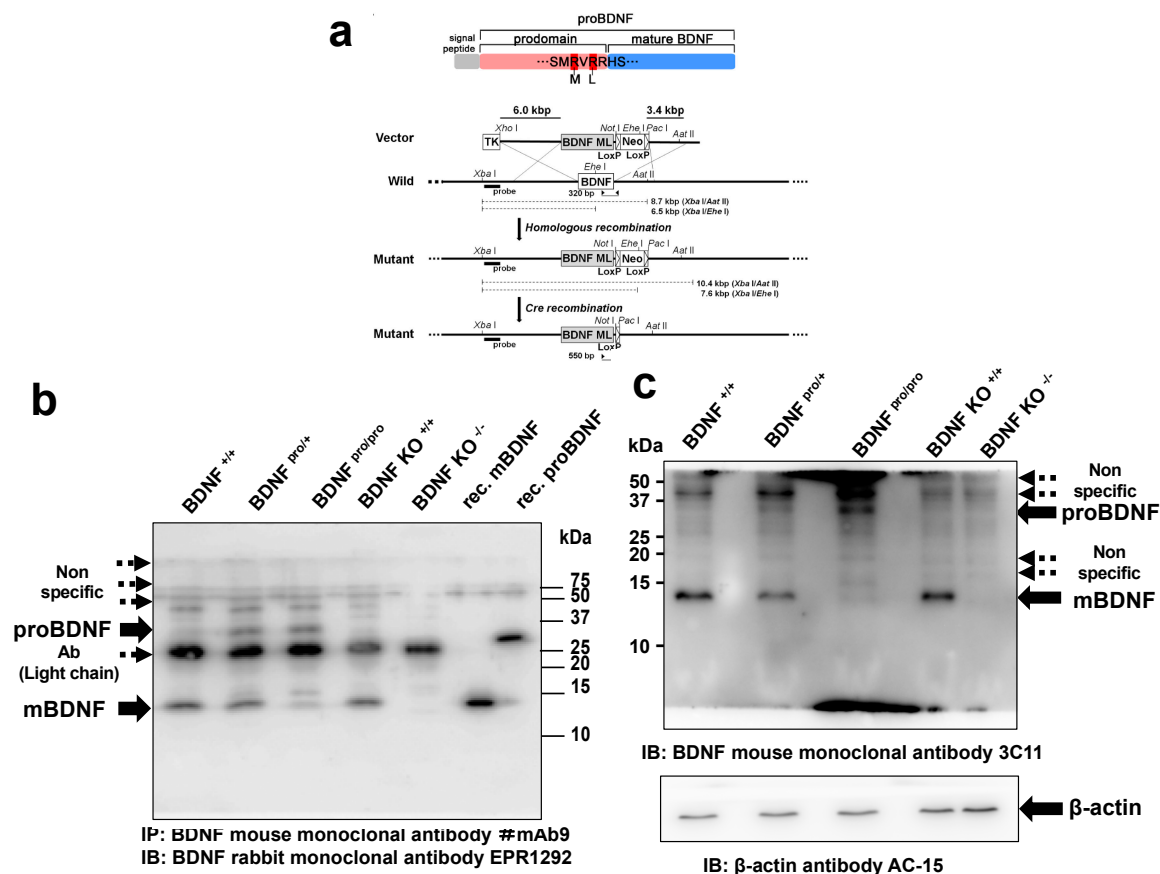 a
proBDNF
signal
peptide
prodomain
mature BDNF
···SMRVRRHS···
M L
6.0 kbp
3.4 kbp
Xho I
Not I
Ehe I
Pac I
Aat II
Vector
TK
BDNF ML
Neo
LoxP
LoxP
Ehe I
Wild
Xba I
BDNF
Aat II
probe
320 bp
8.7 kbp (Xba I/Aat II)
6.5 kbp (Xba I/Ehe I)
Homologous recombination
Xba I
Not I
Ehe I
Pac I
Aat II
Mutant
BDNF ML
Neo
probe
LoxP
LoxP
10.4 kbp (Xba I/Aat II)
7.6 kbp (Xba I/Ehe I)
Cre recombination
Xba I
Not I
Pac I
Aat II
Mutant
BDNF ML
probe
LoxP
550 bp
b
BDNF +/+
BDNF pro/+
BDNF pro/pro
BDNF KO +/+
BDNF KO -/-
rec. mBDNF
rec. proBDNF
kDa
Non
specific
proBDNF
Ab
(Light chain)
mBDNF
75
50
37
25
20
15
10
IP: BDNF mouse monoclonal antibody #mAb9
IB: BDNF rabbit monoclonal antibody EPR1292
c
BDNF +/+
BDNF pro/+
BDNF pro/pro
BDNF KO +/+
BDNF KO -/-
kDa
50
37
25
20
15
10
Non
specific
proBDNF
Non
specific
mBDNF
IB: BDNF mouse monoclonal antibody 3C11
β-actin
IB: β-actin antibody AC-15